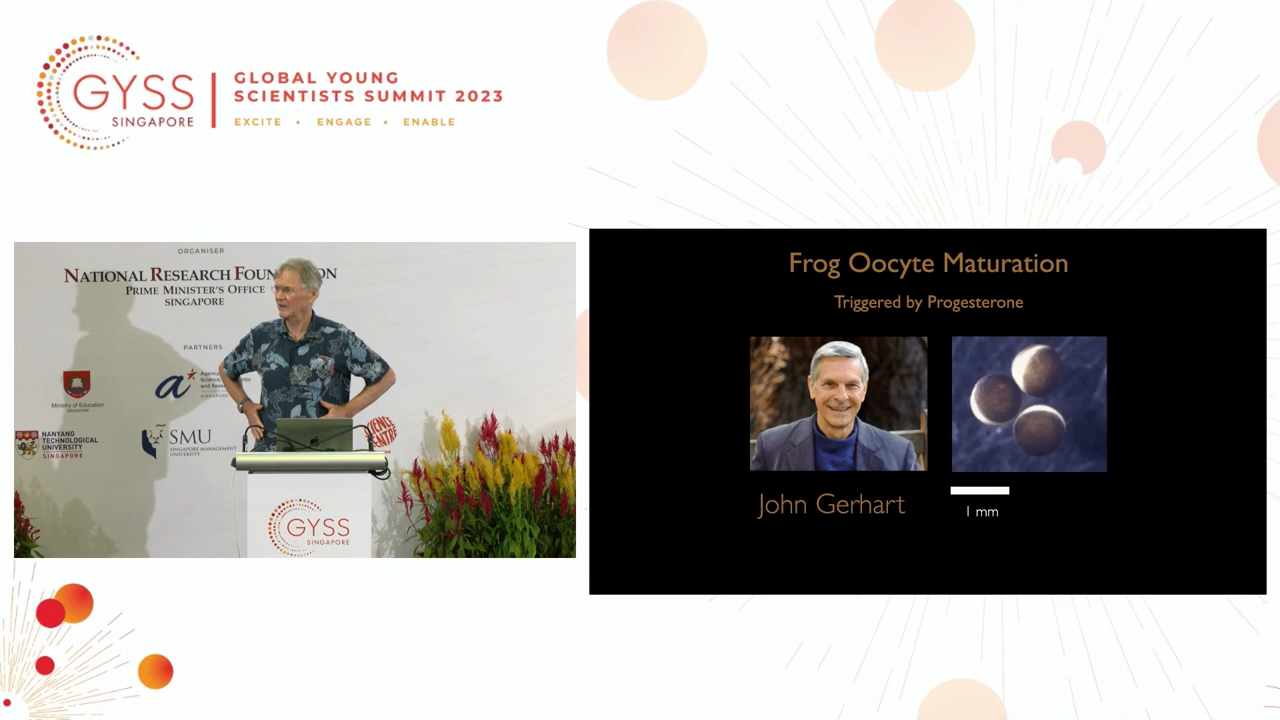 GYSS
SINGAPORE
GLOBAL YOUNG
SCIENTISTS SUMMIT 2023
EXCITE • ENGAGE • ENABLE
ORGANISER
NATIONAL RESEARCH FOUN ON
PRIME MINISTER'S OFFICE
SINGAPORE
PARTNERS
Ministry of Education
SINGAPORE
NANYANG
TECHNOLOGICAL
UNIVERSITY
SINGAPORE
SMU
SINGAPORE MANAGEMENT
UNIVERSITY
GYSS
SINGAPORE
Frog Oocyte Maturation
Triggered by Progesterone
John Gerhart
1 mm